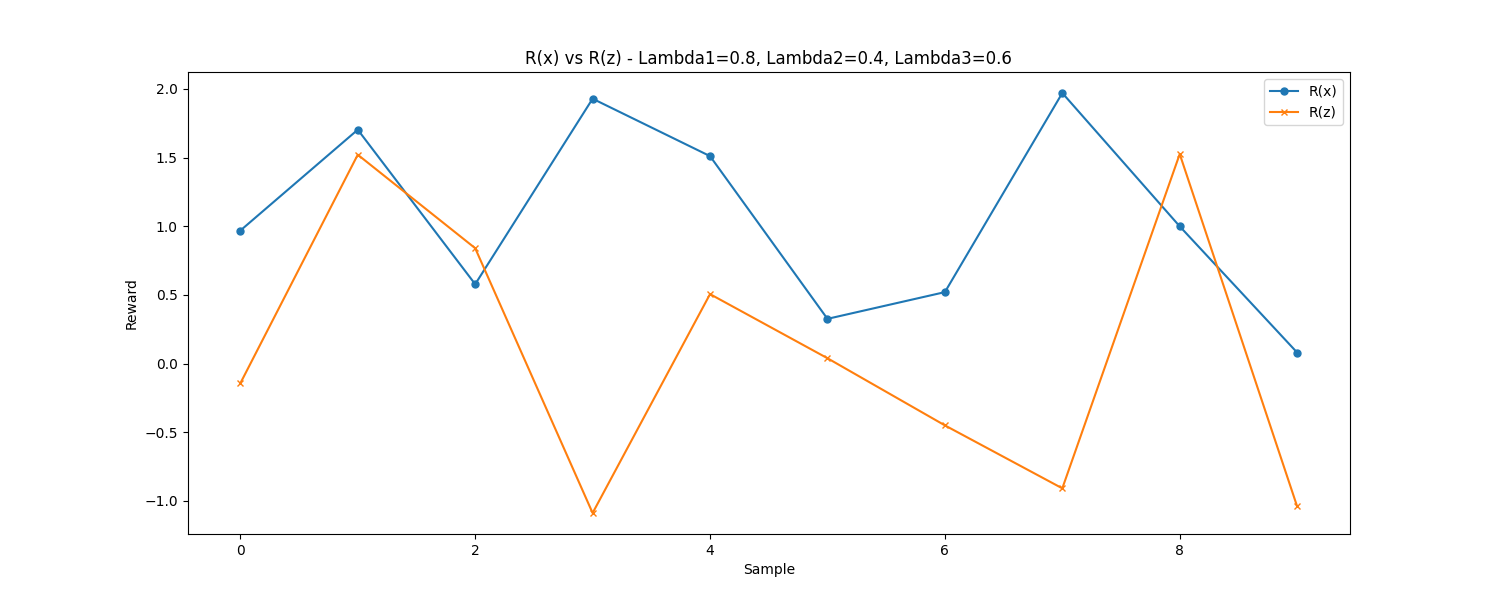 R(x) vs R(z) - Lambda1=0.8, Lambda2=0.4, Lambda3=0.6
R(x)
R(z)
2.0
1.5
1.0
0.5
0.0
−0.5
−1.0
Reward
0 2 4 6 8
Sample